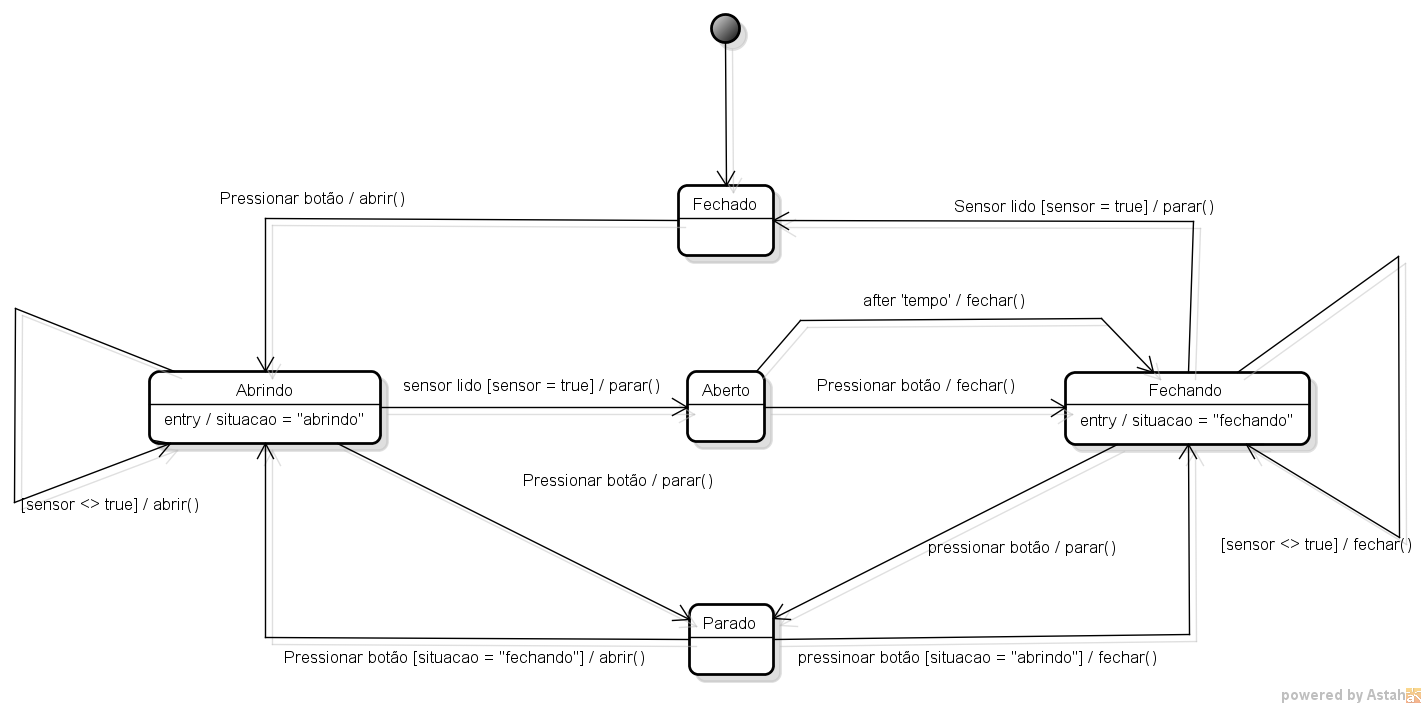 Pressionar botão / abrir()
Fechado
Sensor lido [sensor = true] / parar()
after 'tempo' / fechar()
Abrindo
entry / situacao = "abrindo"
sensor lido [sensor = true] / parar()
Aberto
Pressionar botão / fechar()
Fechando
entry / situacao = "fechando"
[sensor <> true] / abrir()
Pressionar botão / parar()
pressionar botão / parar()
[sensor <> true] / fechar()
Parado
Pressionar botão [situacao = "fechando"] / abrir()
pressinoar botão [situacao = "abrindo"] / fechar()
powered by Astah